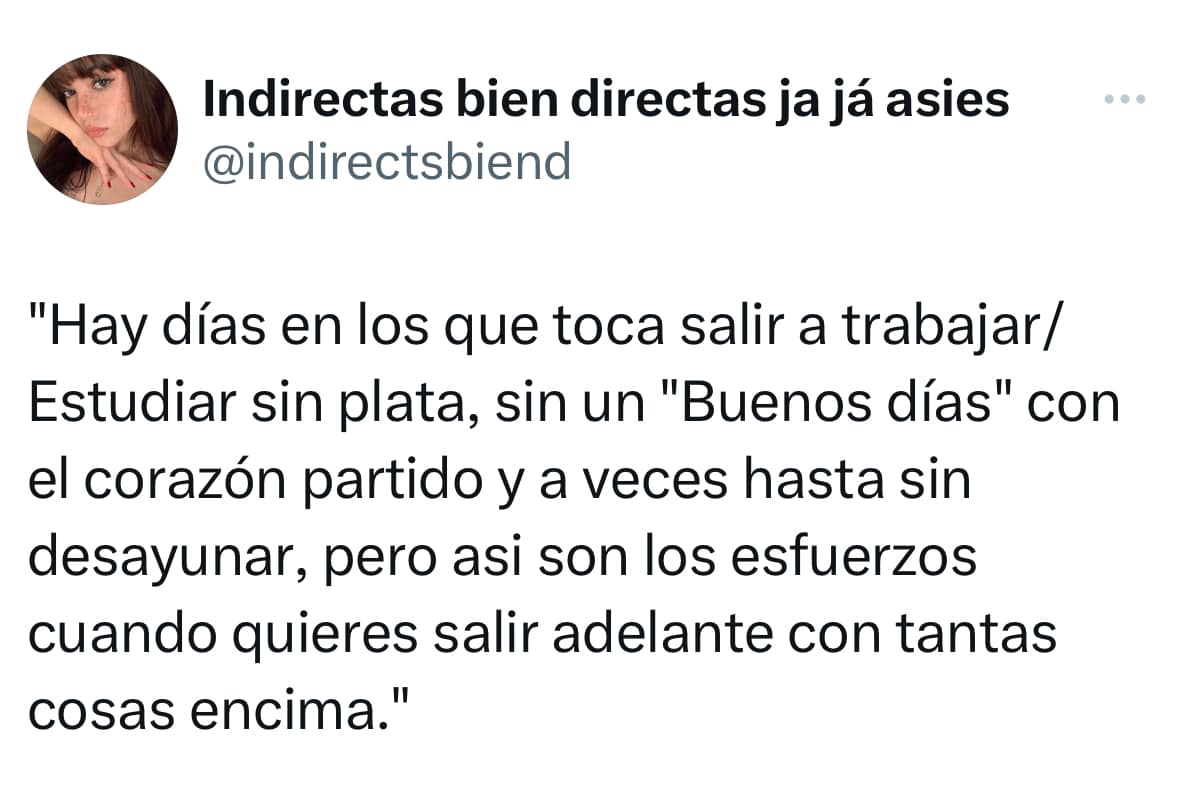 Indirectas bien directas ja já asies
@indirectsbiend
"Hay días en los que toca salir a trabajar/
Estudiar sin plata, sin un "Buenos días" con
el corazón partido y a veces hasta sin
desayunar, pero asi son los esfuerzos
cuando quieres salir adelante con tantas
cosas encima."